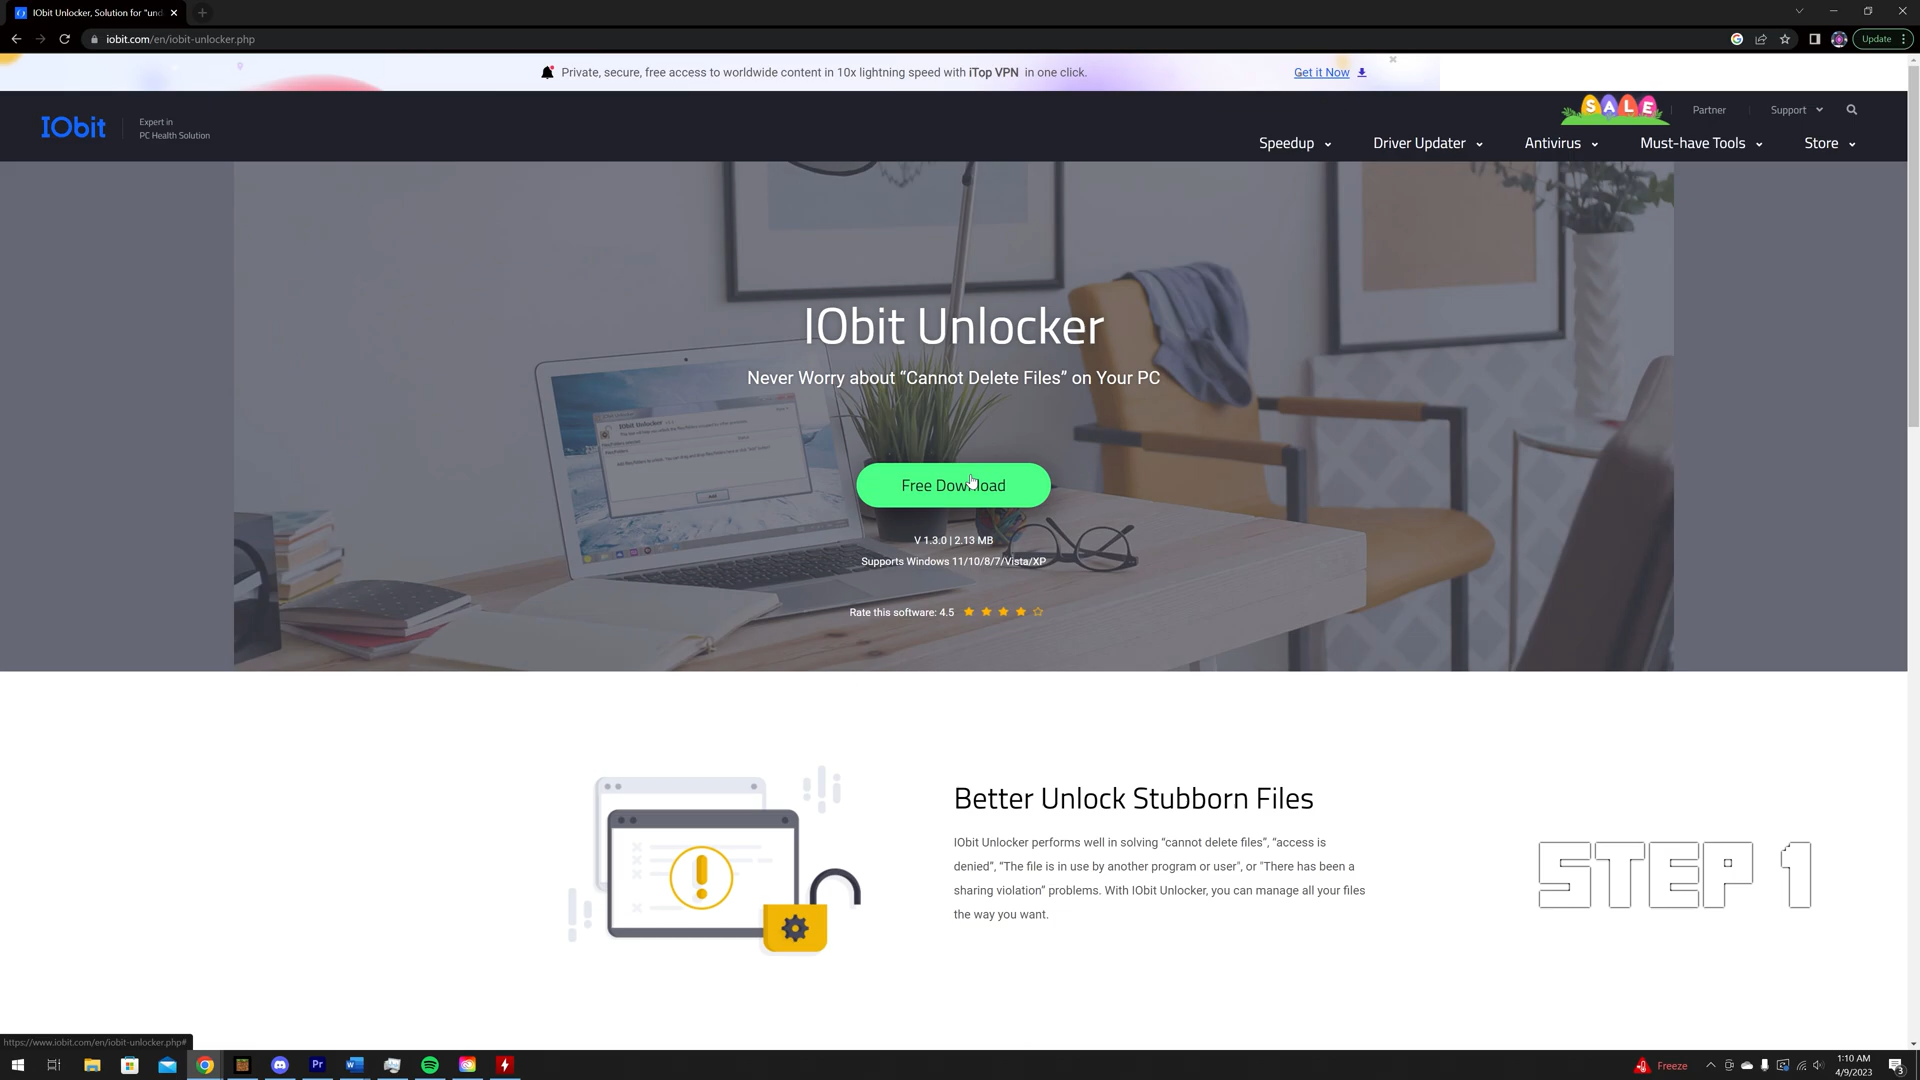 IObit Unlocker, Solution for "und
iobit.com/en/iobit-unlocker.php
Update
Private, secure, free access to worldwide content in 10x lightning speed with iTop VPN in one click.
Get it Now
IObit
Expert in
PC Health Solution
SALE
Partner
Support
Speedup
Driver Updater
Antivirus
Must-have Tools
Store
IObit Unlocker
Never Worry about “Cannot Delete Files” on Your PC
IObit Unlocker
Add
Free Download
V 1.3.0 | 2.13 MB
Supports Windows 11/10/8/7/Vista/XP
Rate this software: 4.5
Better Unlock Stubborn Files
IObit Unlocker performs well in solving “cannot delete files”, “access is
denied”, “The file is in use by another program or user", or "There has been a
sharing violation” problems. With IObit Unlocker, you can manage all your files
the way you want.
STEP 1
https://www.iobit.com/en/iobit-unlocker.php#
Pr
W
Freeze
1:10 AM
4/9/2023
3